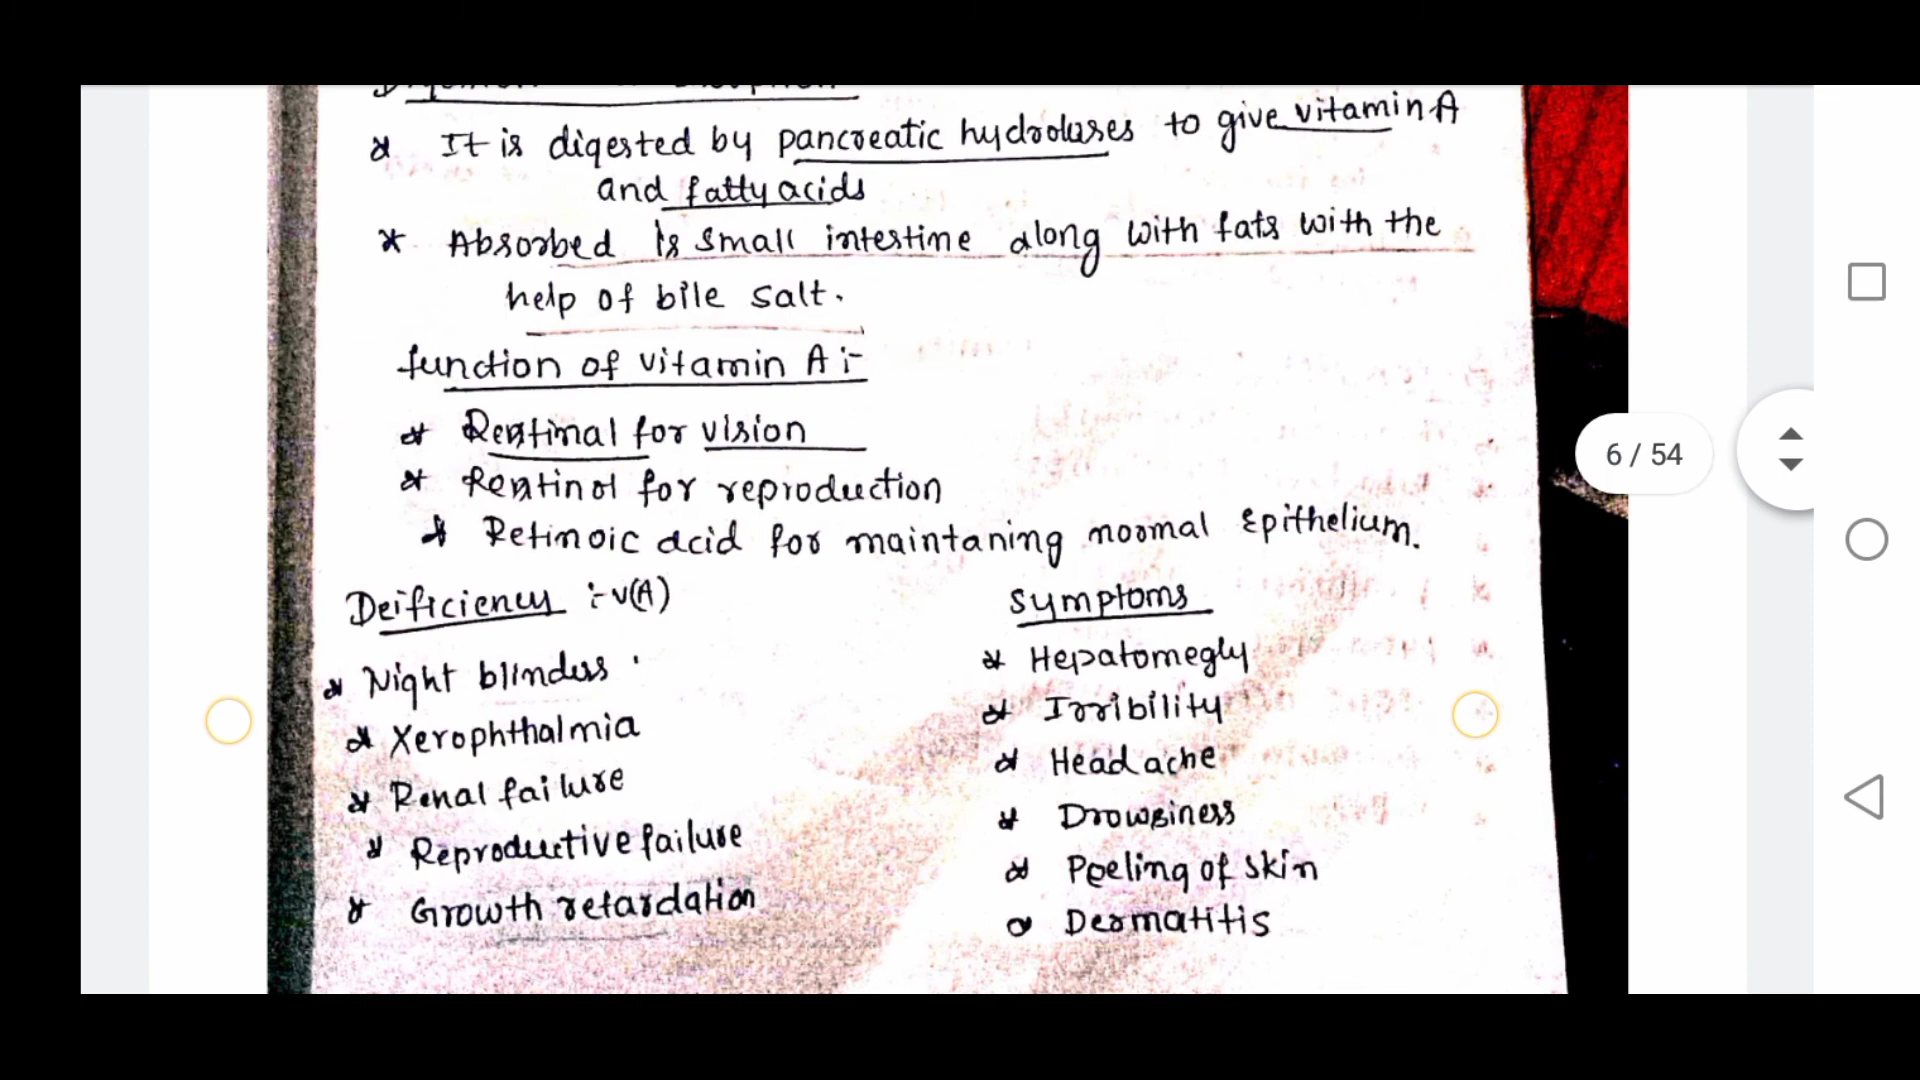 * It is digested by pancreatic hydrolases to give vitamin A
and fatty acids
* Absorbed is small intestine along with fats with the
help of bile salt.
function of vitamin A :-
* for vision
* for reproduction
* Retinoic acid for maintaning normal Epithelium.
Deificiency :- v(A)
* Night blindess
* Xerophthalmia
* Renal failure
* Reproductive failure
* Growth retardation
Symptoms
* Hepatomegly
* Irribility
* Headache
* Drowsiness
* Peeling of skin
* Dermatitis
6 / 54